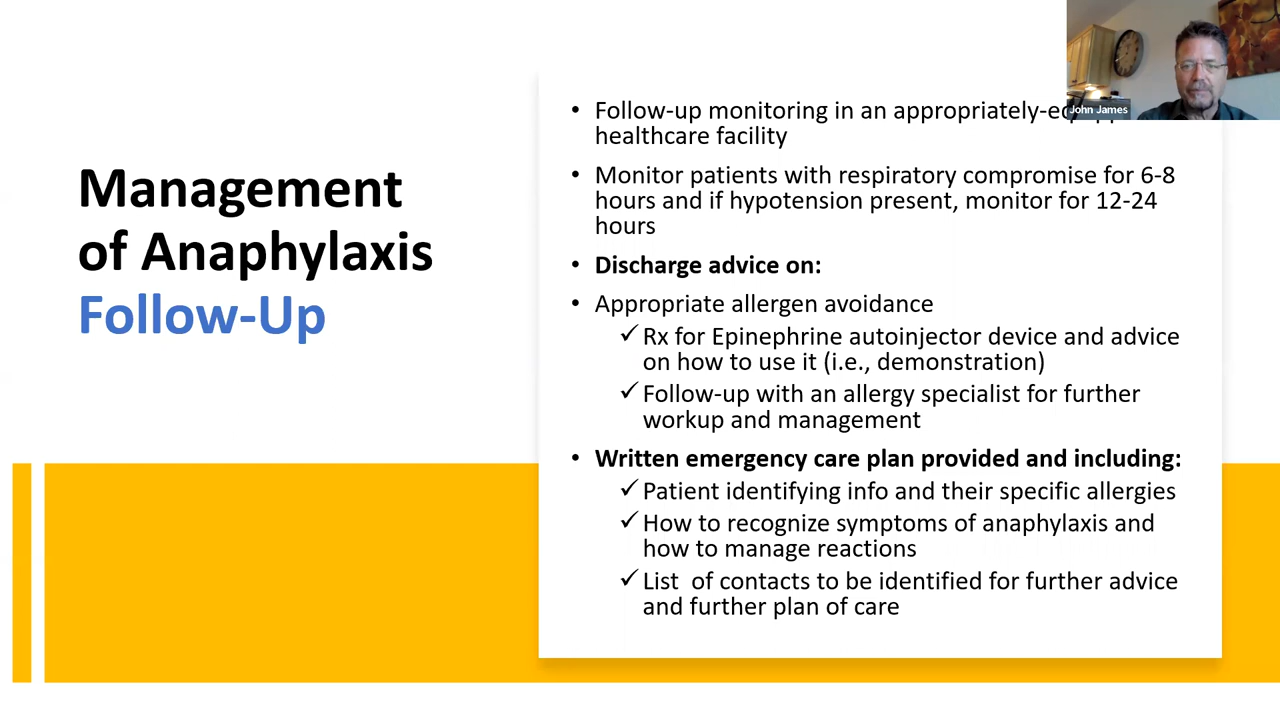 Management
of Anaphylaxis
Follow-Up
John James
• Follow-up monitoring in an appropriately-
healthcare facility
• Monitor patients with respiratory compromise for 6-8
hours and if hypotension present, monitor for 12-24
hours
• Discharge advice on:
• Appropriate allergen avoidance
✓ Rx for Epinephrine autoinjector device and advice
on how to use it (i.e., demonstration)
✓ Follow-up with an allergy specialist for further
workup and management
• Written emergency care plan provided and including:
✓ Patient identifying info and their specific allergies
✓ How to recognize symptoms of anaphylaxis and
how to manage reactions
✓ List  of contacts to be identified for further advice
and further plan of care